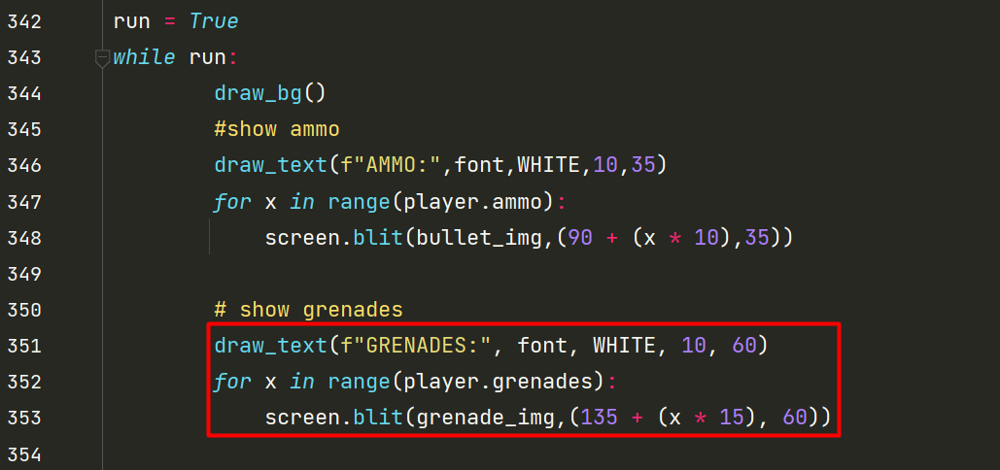 342 run = True
343 while run:
344 draw_bg()
345 #show ammo
346 draw_text(f"AMMO:",font,WHITE,10,35)
347 for x in range(player.ammo):
348 screen.blit(bullet_img,(90 + (x * 10),35))
349
350 # show grenades
351 draw_text(f"GRENADES:", font, WHITE, 10, 60)
352 for x in range(player.grenades):
353 screen.blit(grenade_img,(135 + (x * 15), 60))
354